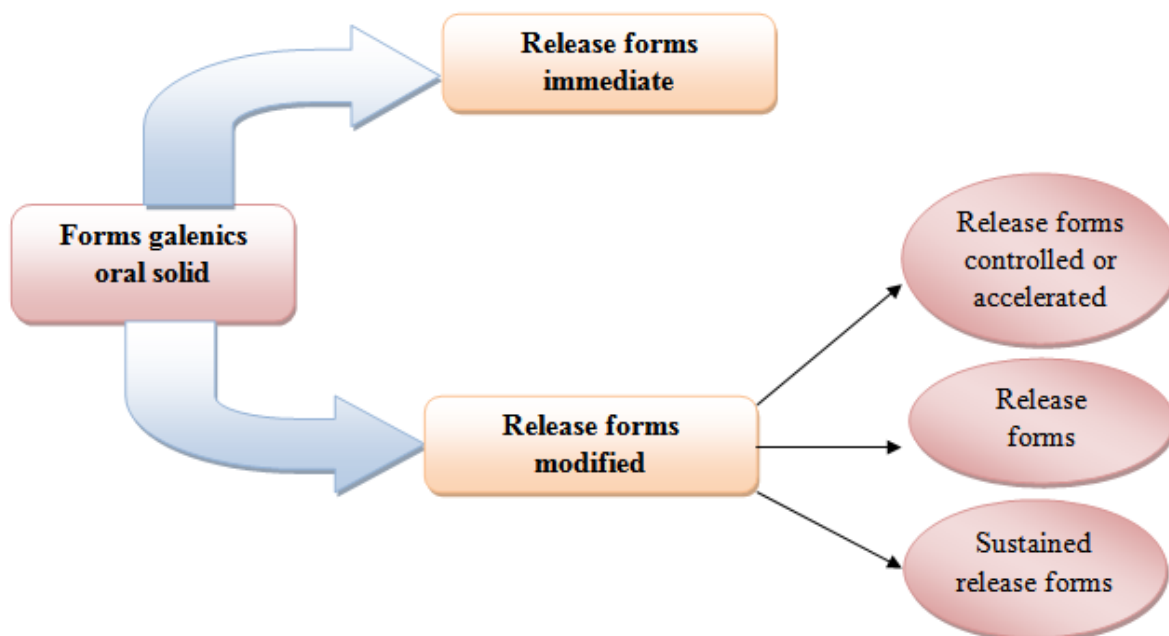 Release forms
immediate
Forms galenics
oral solid
Release forms
modified
Release forms
controlled or
accelerated
Release
forms
Sustained
release forms